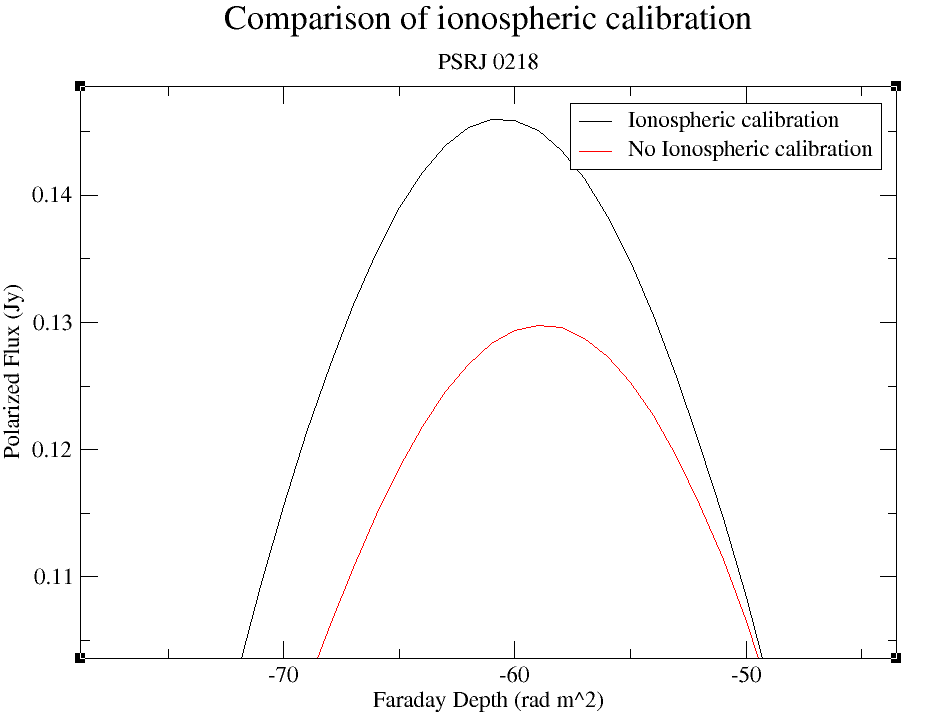 Comparison of ionospheric calibration
PSRJ 0218
Ionospheric calibration
No Ionospheric calibration
0.14
0.13
0.12
0.11
Polarized Flux (Jy)
-70
-60
-50
Faraday Depth (rad m^2)